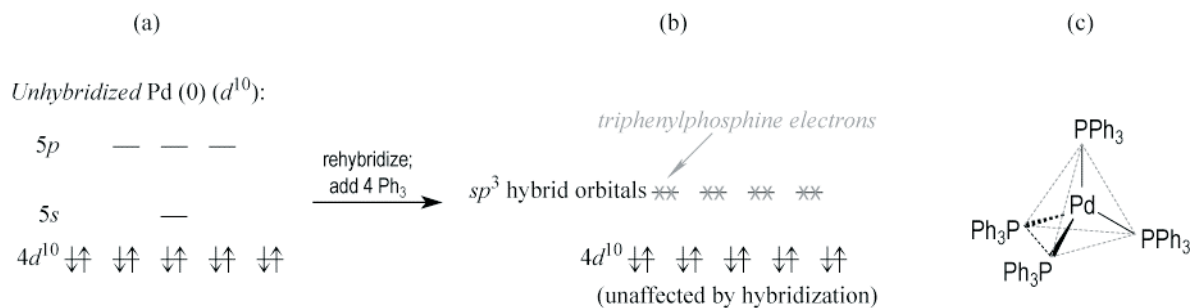 (a)
(b)
(c)
Unhybridized Pd (0) (d¹⁰):
5p
5s
4d¹⁰
rehybridize;
add 4 Ph₃
triphenylphosphine electrons
sp³ hybrid orbitals
4d¹⁰
(unaffected by hybridization)
PPh₃
Pd
Ph₃P
PPh₃
Ph₃P